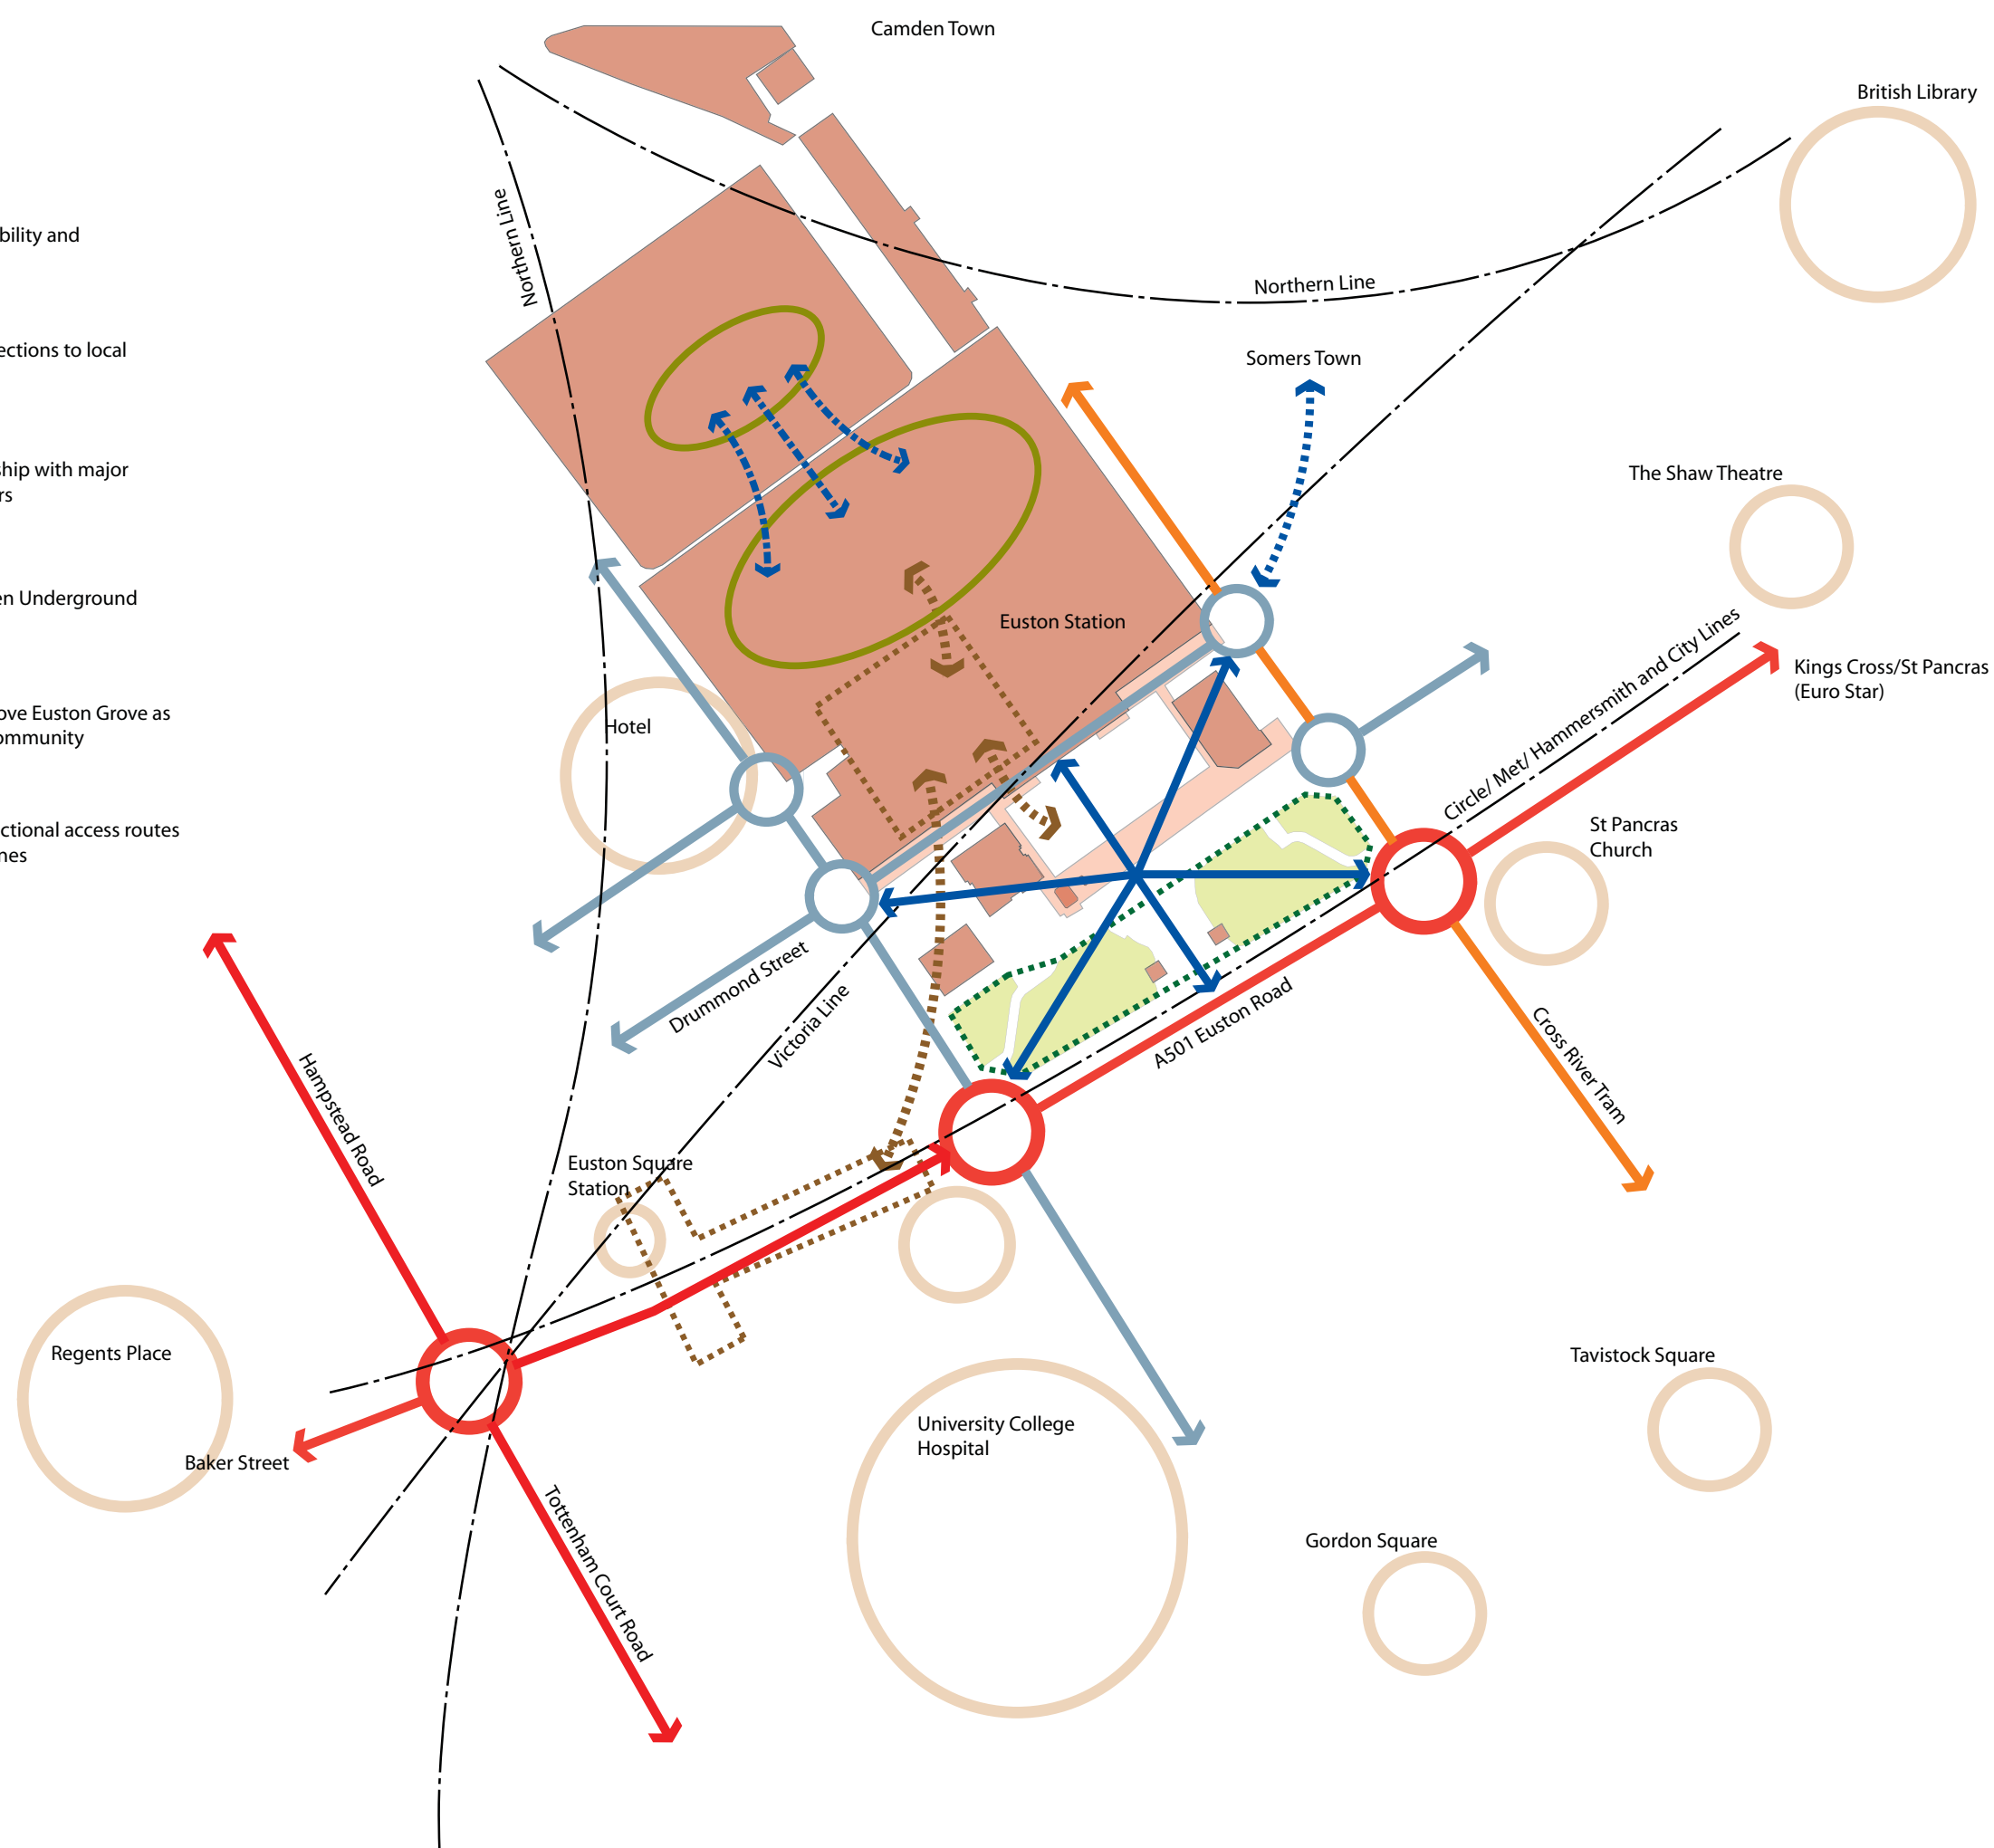 Camden Town
British Library
Northern Line
bility and
Northern Line
ections to local
Somers Town
ship with major
rs
The Shaw Theatre
en Underground
Euston Station
Circle/ Met/ Hammersmith and City Lines
Kings Cross/St Pancras
(Euro Star)
ove Euston Grove as
ommunity
Hotel
ctional access routes
nes
St Pancras
Church
Drummond Street
Victoria Line
A501 Euston Road
Cross River Tram
Hampstead Road
Euston Square
Station
Regents Place
Tavistock Square
University College
Hospital
Baker Street
Tottenham Court Road
Gordon Square